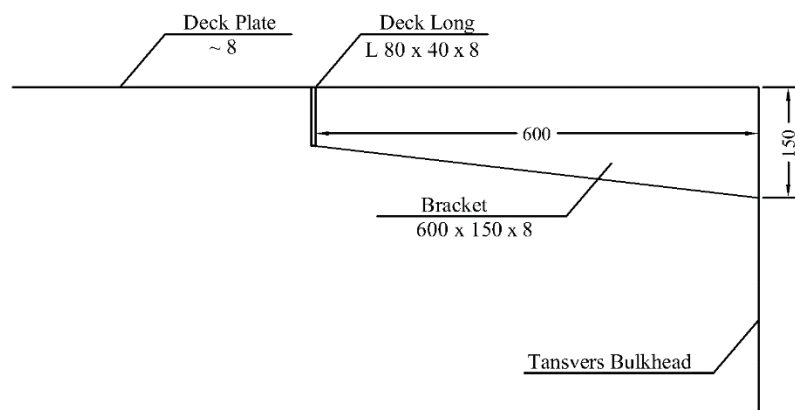 Deck Plate
~ 8
Deck Long
L 80 x 40 x 8
600
150
Bracket
600 x 150 x 8
Tansvers Bulkhead